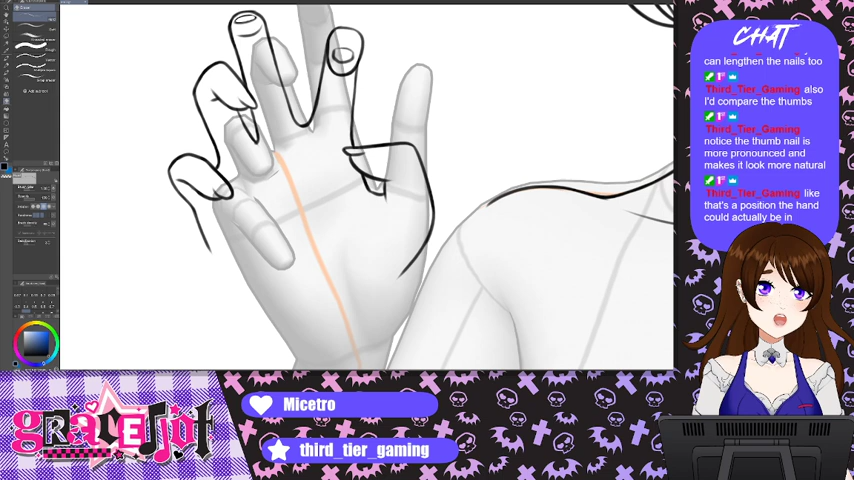 CHAT
can lengthen the nails too
Third_Tier_Gaming also
I'd compare the thumbs
Third_Tier_Gaming
notice the thumb nail is
more pronounced and
makes it look more natural
Third_Tier_Gaming like
that's a position the hand
could actually be in
GRACEJot
Micetro
third_tier_gaming